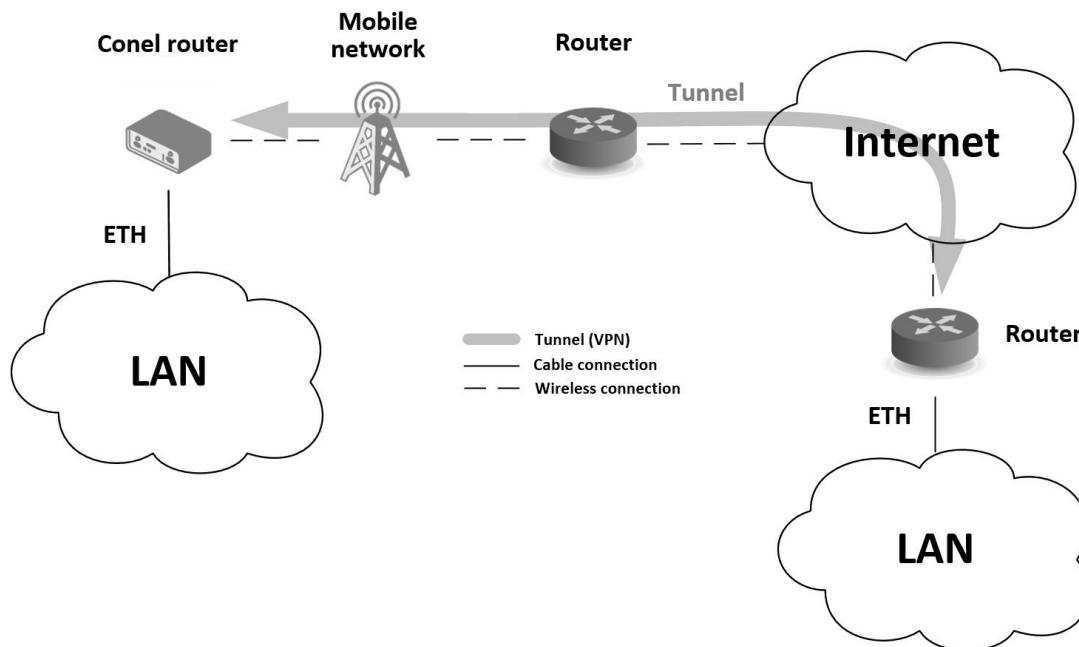 Conel router
Mobile
network
Router
Tunnel
Internet
ETH
LAN
Tunnel (VPN)
Cable connection
Wireless connection
Router
ETH
LAN